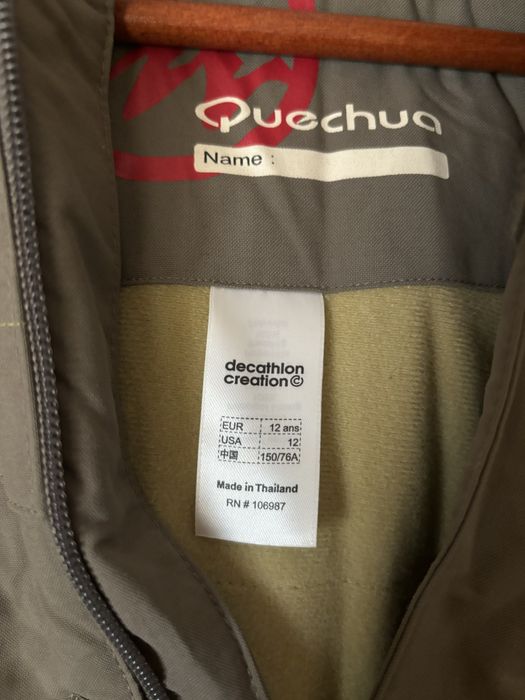 Quechua
Name :
decathlon
creation©
EUR 12 ans
USA 12
中国 150/76A
Made in Thailand
RN # 106987